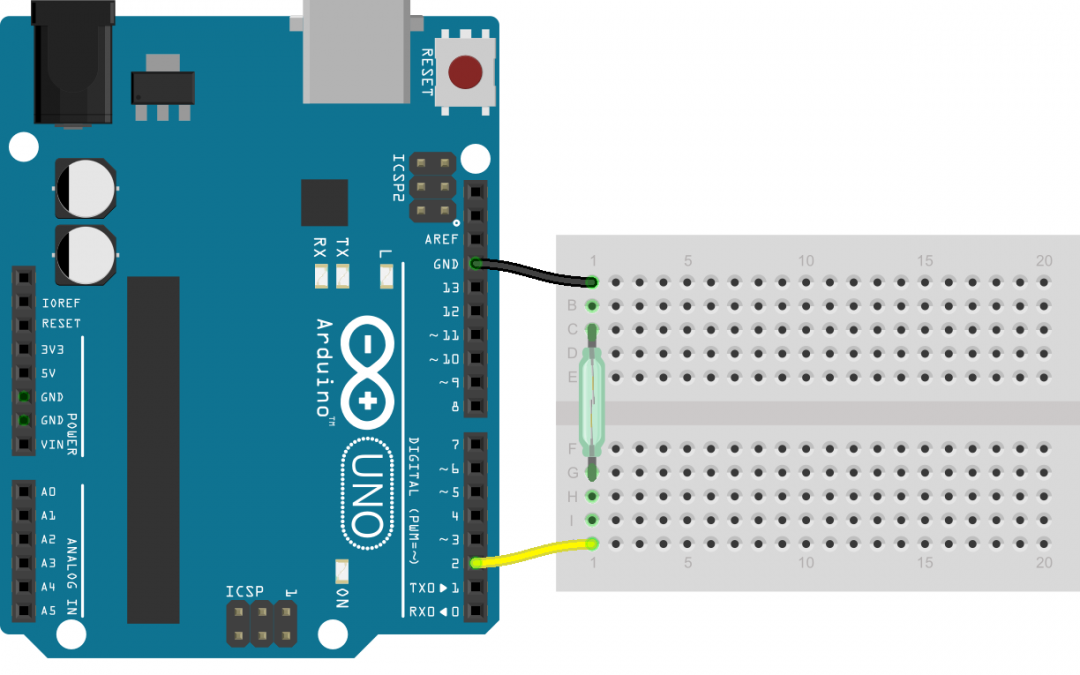 RESET
ICSP2
AREF
GND
13
12
~11
~10
~9
8
7
~6
~5
4
~3
2
TX0▶1
RX0◀0
DIGITAL (PWM=~)
RX
TX
L
Arduino™
UNO
ON
ICSP
1
IOREF
RESET
3V3
5V
GND
GND
VIN
POWER
A0
A1
A2
A3
A4
A5
ANALOG IN
1 5 10 15 20
B
C
D
E
F
G
H
I
1 5 10 15 20